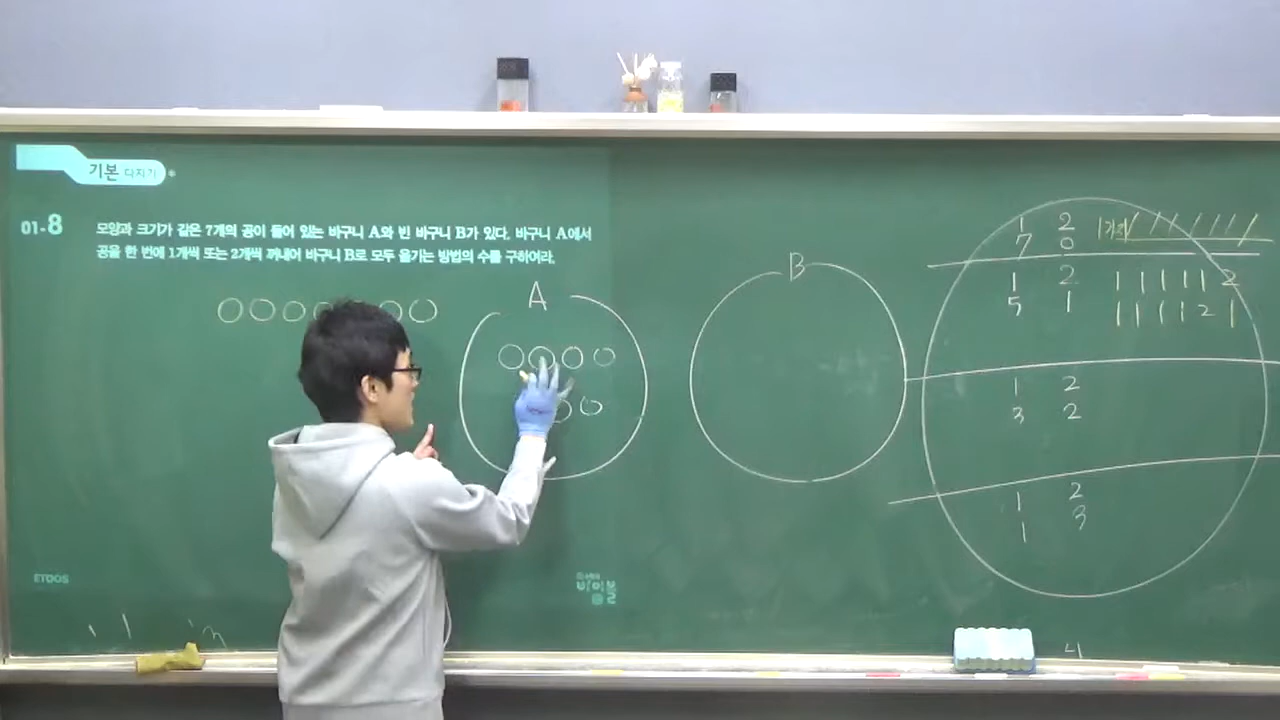 기본 다지기
01-8
모양과 크기가 같은 7개의 공이 들어 있는 바구니 A와 빈 바구니 B가 있다. 바구니 A에서
공을 한 번에 1개씩 또는 2개씩 꺼내어 바구니 B로 모두 옮기는 방법의 수를 구하여라.
A
B
1 2
7 0
1 2 1 1 1 1 1 2
5 1 1 1 1 1 2 1
1 2
3 2
1 2
1 3
ETOOS